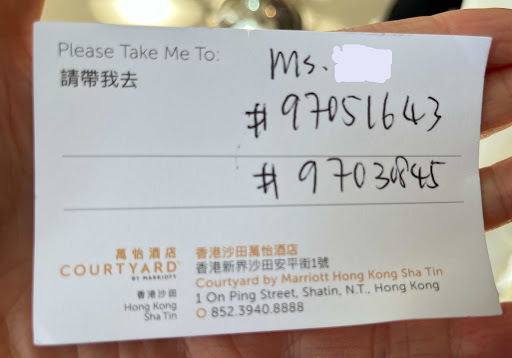 Please Take Me To:
請帶我去
Ms.
# 97051643
# 97030845
萬怡酒店
COURTYARD
BY MARRIOTT
香港沙田
Hong Kong
Sha Tin
香港沙田萬怡酒店
香港新界沙田安平街1號
Courtyard by Marriott Hong Kong Sha Tin
1 On Ping Street, Shatin, N.T., Hong Kong
O 852.3940.8888